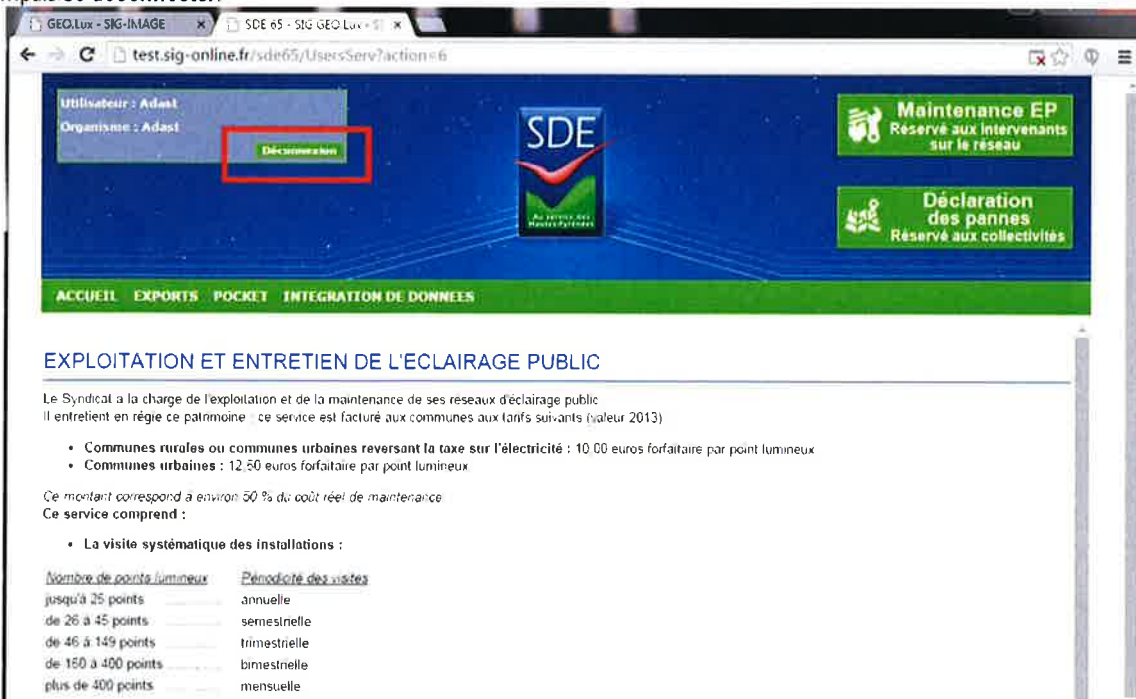 GEO.Lux - SIG-IMAGE
SDE 65 - SIG GEO.Lux - S
test.sig-online.fr/sde65/UsersServ?action=6
Utilisateur : Adast
Organisme : Adast
Déconnexion
SDE
Au service des
Hautes-Pyrénées
Maintenance EP
Réservé aux intervenants
sur le réseau
Déclaration
des pannes
Réservé aux collectivités
ACCUEIL EXPORTS POCKET INTEGRATION DE DONNEES
EXPLOITATION ET ENTRETIEN DE L'ECLAIRAGE PUBLIC
Le Syndicat a la charge de l'exploitation et de la maintenance de ses réseaux d'éclairage public
Il entretient en régie ce patrimoine : ce service est facturé aux communes aux tarifs suivants (valeur 2013)
• Communes rurales ou communes urbaines reversant la taxe sur l'électricité : 10,00 euros forfaitaire par point lumineux
• Communes urbaines : 12,50 euros forfaitaire par point lumineux
Ce montant correspond à environ 50 % du coût réel de maintenance
Ce service comprend :
• La visite systématique des installations :
Nombre de points lumineux Périodicité des visites
jusqu'à 25 points annuelle
de 26 à 45 points semestrielle
de 46 à 149 points trimestrielle
de 150 à 400 points bimestrielle
plus de 400 points mensuelle